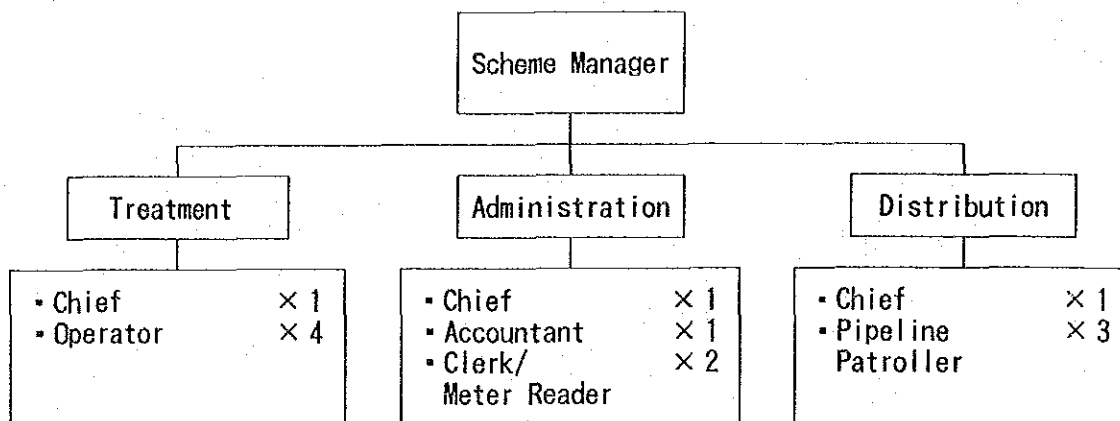 Scheme Manager
Treatment
Administration
Distribution
▪ Chief × 1
▪ Operator × 4
▪ Chief × 1
▪ Accountant × 1
▪ Clerk/ × 2
Meter Reader
▪ Chief × 1
▪ Pipeline × 3
Patroller